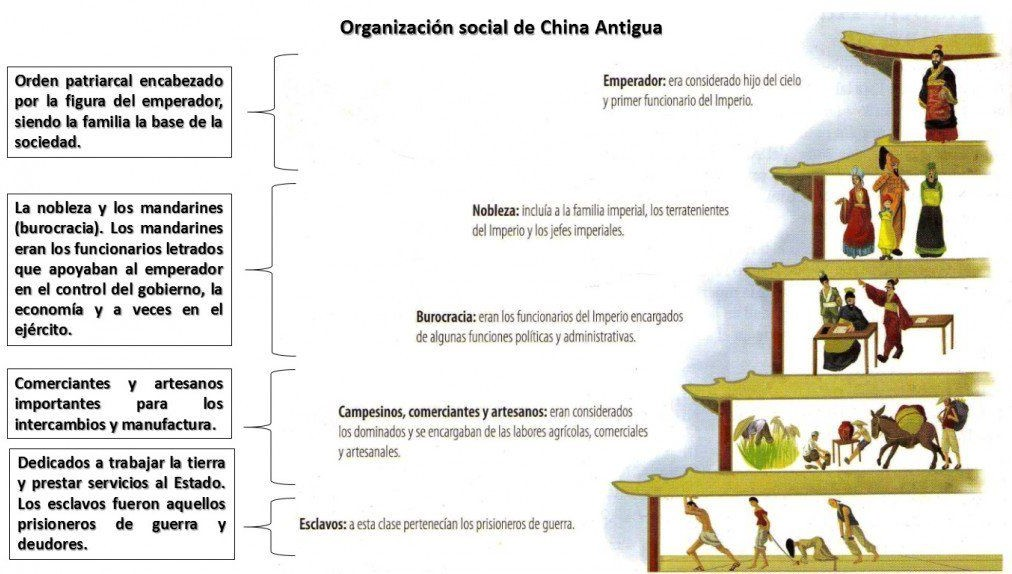 Organización social de China Antigua
Orden patriarcal encabezado
por la figura del emperador,
siendo la familia la base de la
sociedad.
Emperador: era considerado hijo del cielo
y primer funcionario del Imperio.
La nobleza y los mandarines
(burocracia). Los mandarines
eran los funcionarios letrados
que apoyaban al emperador
en el control del gobierno, la
economía y a veces en el
ejército.
Nobleza: incluía a la familia imperial, los terratenientes
del Imperio y los jefes imperiales.
Burocracia: eran los funcionarios del Imperio encargados
de algunas funciones políticas y administrativas.
Comerciantes y artesanos
importantes para los
intercambios y manufactura.
Campesinos, comerciantes y artesanos: eran considerados
los dominados y se encargaban de las labores agrícolas, comerciales
y artesanales.
Dedicados a trabajar la tierra
y prestar servicios al Estado.
Los esclavos fueron aquellos
prisioneros de guerra y
deudores.
Esclavos: a esta clase pertenecían los prisioneros de guerra.